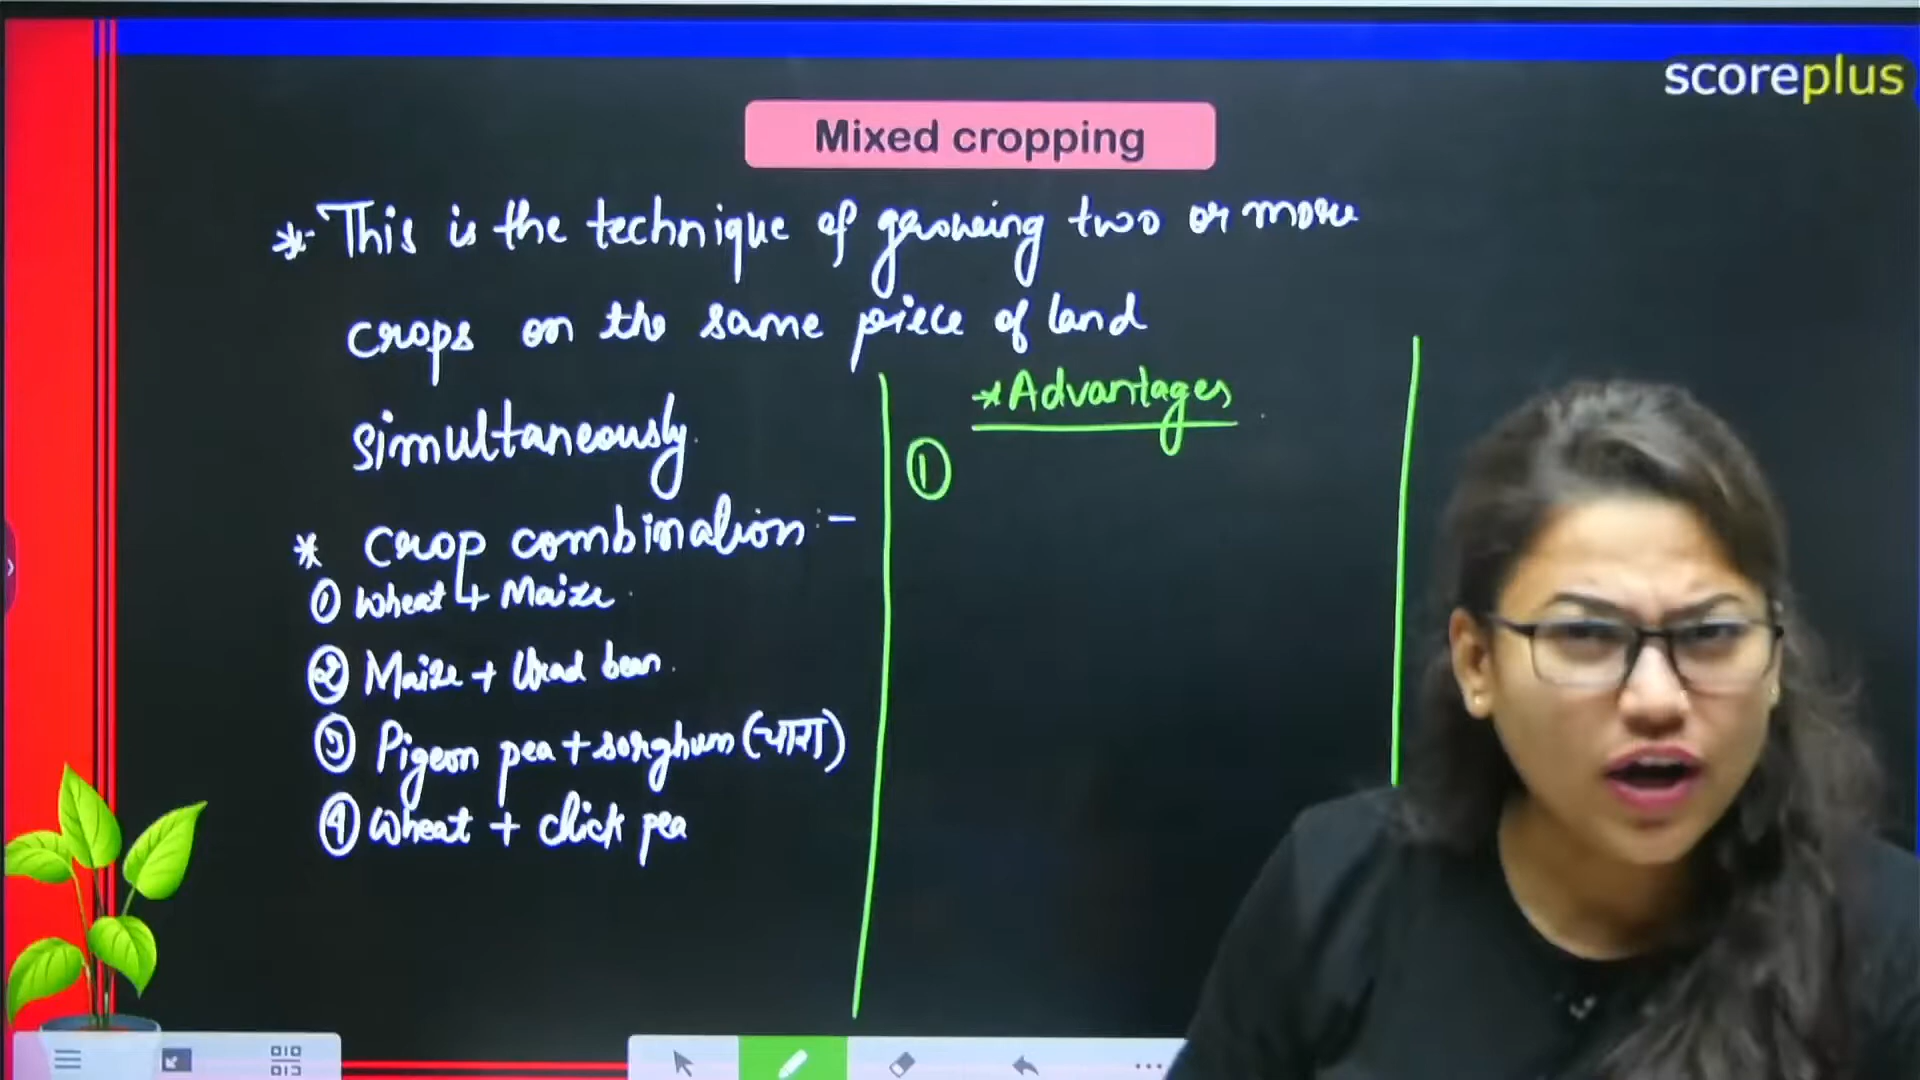 scoreplus
Mixed cropping
* This is the technique of growing two or more
crops on the same piece of land
simultaneously.
* Crop combination :-
① Wheat + Maize
② Maize + Urad bean.
③ Pigeon pea + sorghum (चारा)
④ Wheat + chick pea
* Advantages
①